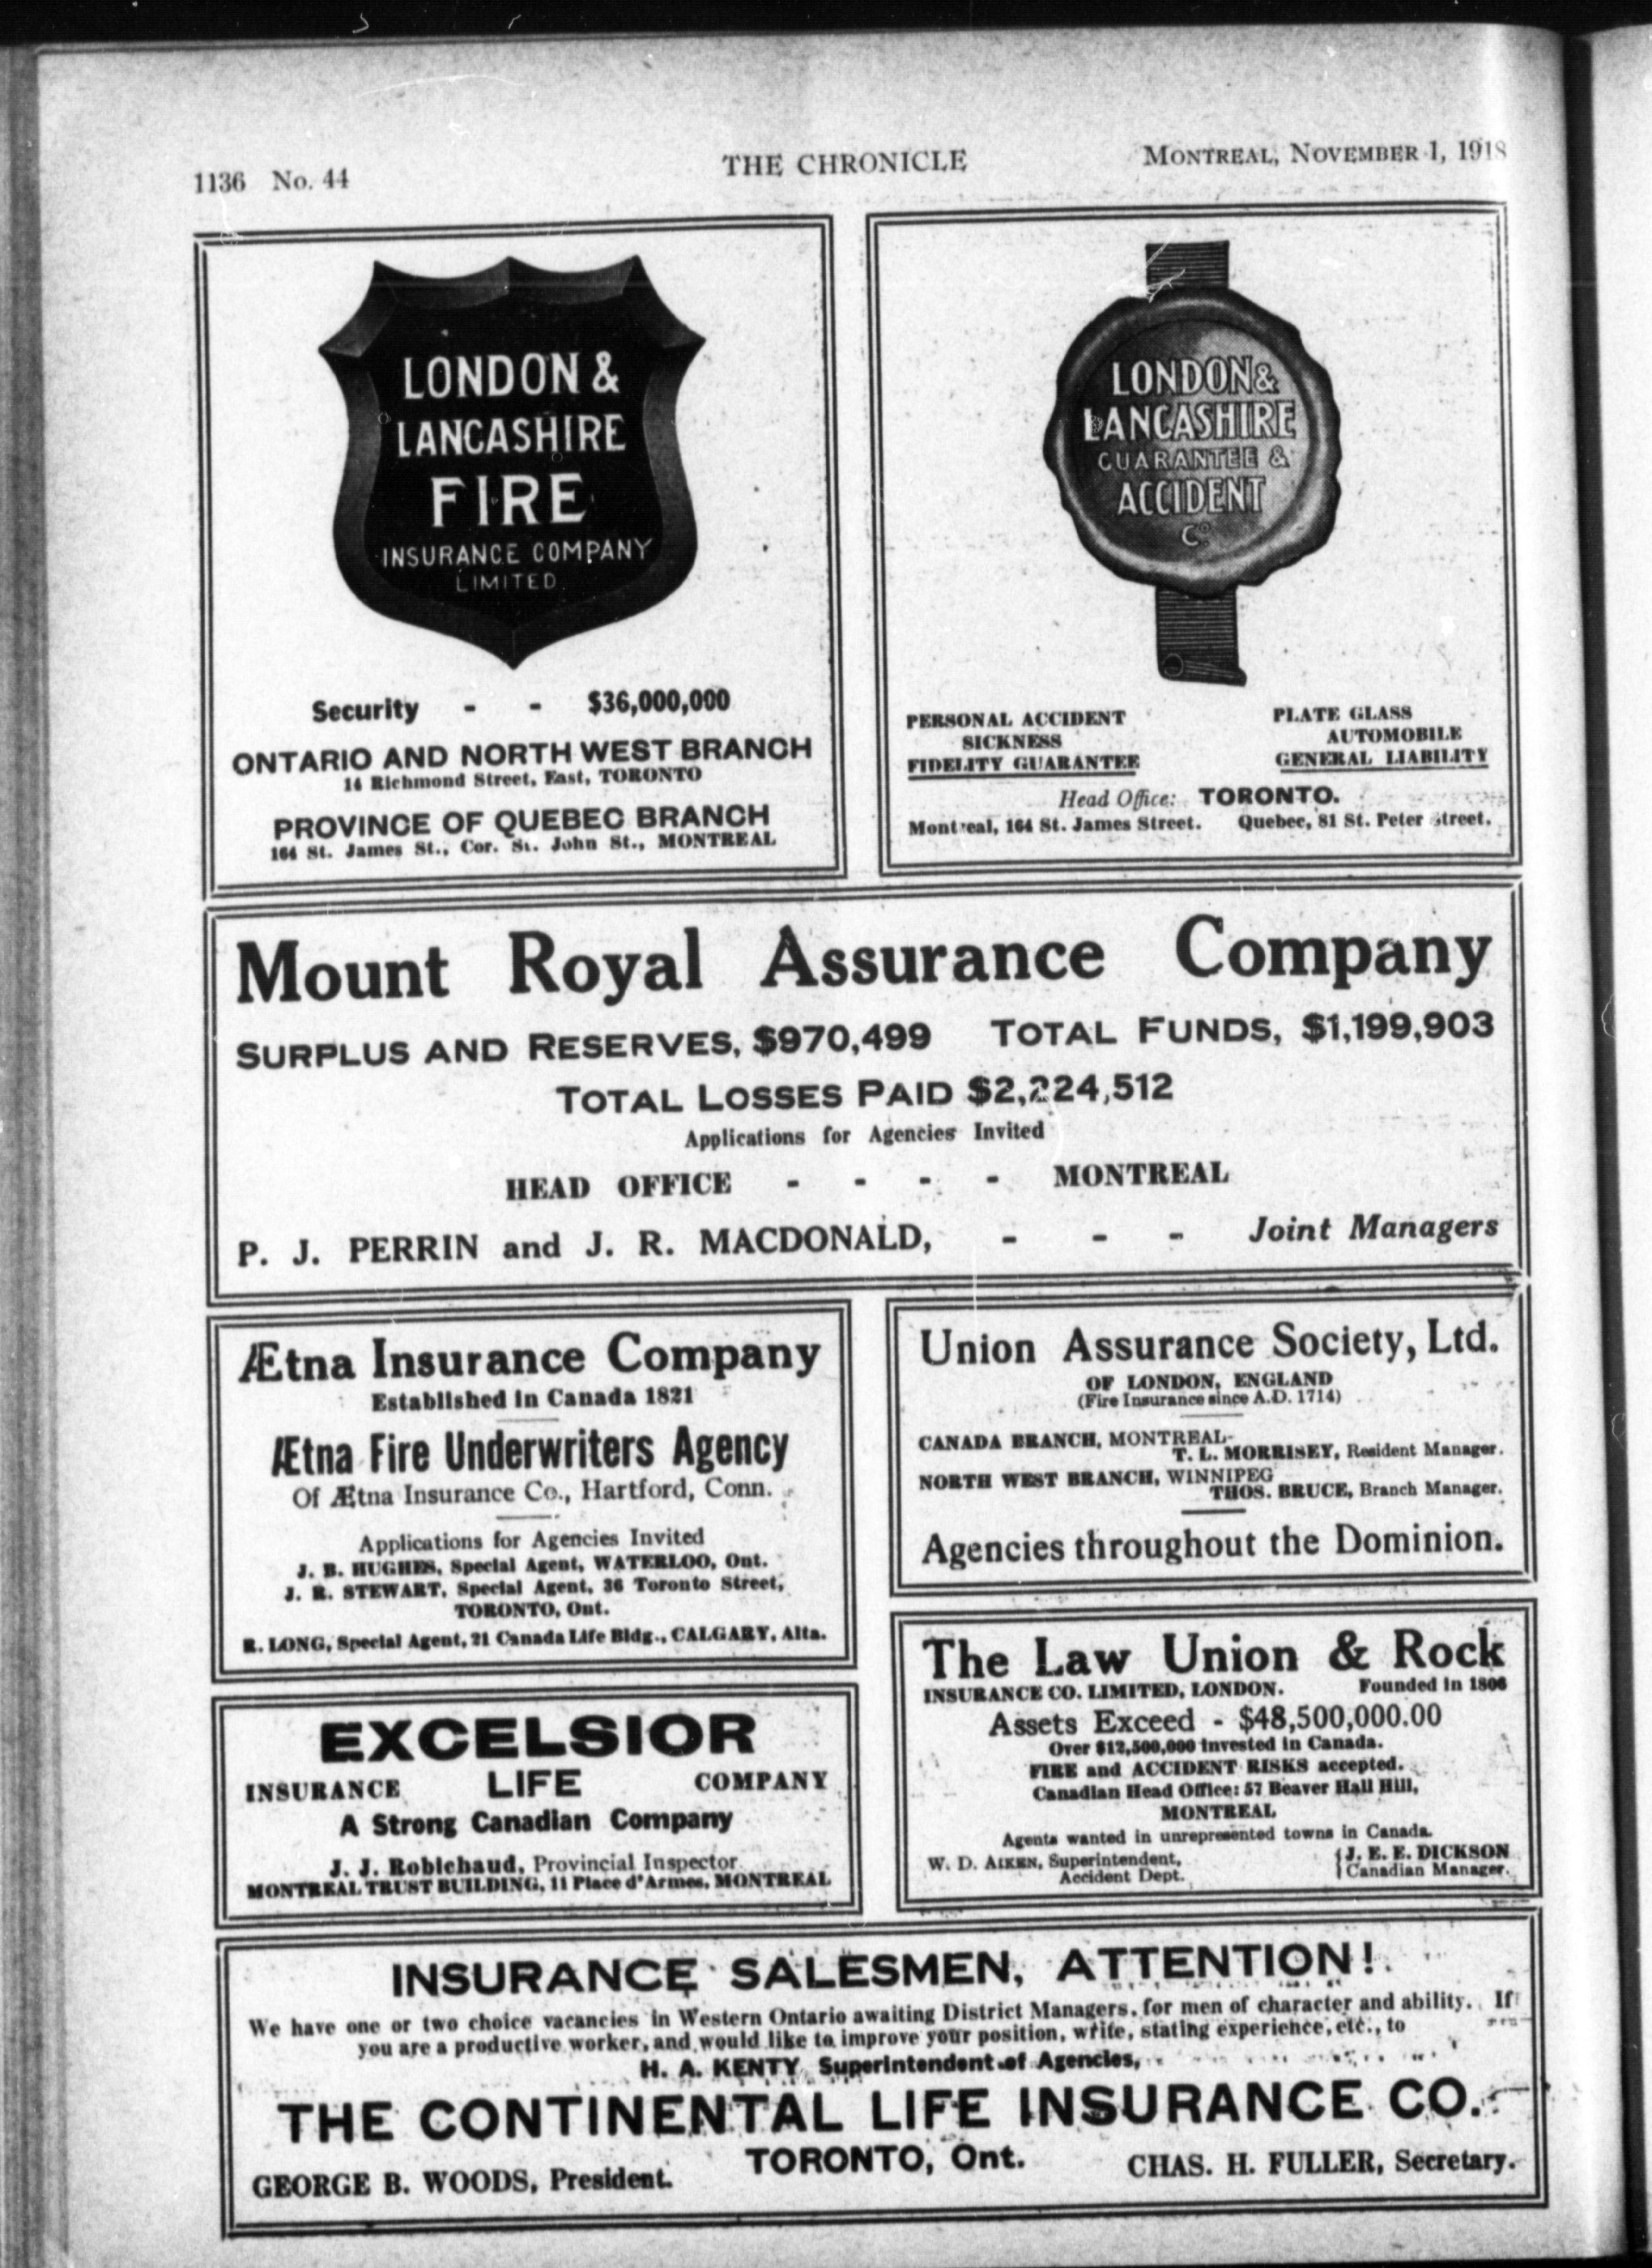 1136 No. 44
THE CHRONICLE
MONTREAL, NOVEMBER 1, 1918
LONDON &
LANCASHIRE
FIRE
INSURANCE COMPANY
LIMITED.
Security - - $36,000,000
ONTARIO AND NORTH WEST BRANCH
14 Richmond Street, East, TORONTO
PROVINCE OF QUEBEC BRANCH
164 St. James St., Cor. St. John St., MONTREAL
LONDON &
LANCASHIRE
GUARANTEE &
ACCIDENT
Co
PERSONAL ACCIDENT
SICKNESS
FIDELITY GUARANTEE
PLATE GLASS
AUTOMOBILE
GENERAL LIABILITY
Head Office: TORONTO.
Montreal, 164 St. James Street. Quebec, 81 St. Peter Street.
Mount Royal Assurance Company
SURPLUS AND RESERVES, $970,499 TOTAL FUNDS, $1,199,903
TOTAL LOSSES PAID $2,224,512
Applications for Agencies Invited
HEAD OFFICE - - - - MONTREAL
P. J. PERRIN and J. R. MACDONALD, - - - Joint Managers
Ætna Insurance Company
Established in Canada 1821
Ætna Fire Underwriters Agency
Of Ætna Insurance Co., Hartford, Conn.
Applications for Agencies Invited
J. B. HUGHES, Special Agent, WATERLOO, Ont.
J. R. STEWART, Special Agent, 36 Toronto Street,
TORONTO, Ont.
R. LONG, Special Agent, 21 Canada Life Bldg., CALGARY, Alta.
Union Assurance Society, Ltd.
OF LONDON, ENGLAND
(Fire Insurance since A.D. 1714)
CANADA BRANCH, MONTREAL-
T. L. MORRISEY, Resident Manager.
NORTH WEST BRANCH, WINNIPEG
THOS. BRUCE, Branch Manager.
Agencies throughout the Dominion.
EXCELSIOR
INSURANCE LIFE COMPANY
A Strong Canadian Company
J. J. Robichaud, Provincial Inspector
MONTREAL TRUST BUILDING, 11 Place d'Armes, MONTREAL
The Law Union & Rock
INSURANCE CO. LIMITED, LONDON. Founded in 1806
Assets Exceed - $48,500,000.00
Over $12,500,000 invested in Canada.
FIRE and ACCIDENT RISKS accepted.
Canadian Head Office: 57 Beaver Hall Hill,
MONTREAL
Agents wanted in unrepresented towns in Canada.
W. D. AIKEN, Superintendent,
Accident Dept.
J. E. E. DICKSON
Canadian Manager.
INSURANCE SALESMEN, ATTENTION!
We have one or two choice vacancies in Western Ontario awaiting District Managers, for men of character and ability. If
you are a productive worker, and would like to improve your position, write, stating experience, etc., to
H. A. KENTY, Superintendent of Agencies,
THE CONTINENTAL LIFE INSURANCE CO.
TORONTO, Ont.
GEORGE B. WOODS, President. CHAS. H. FULLER, Secretary.